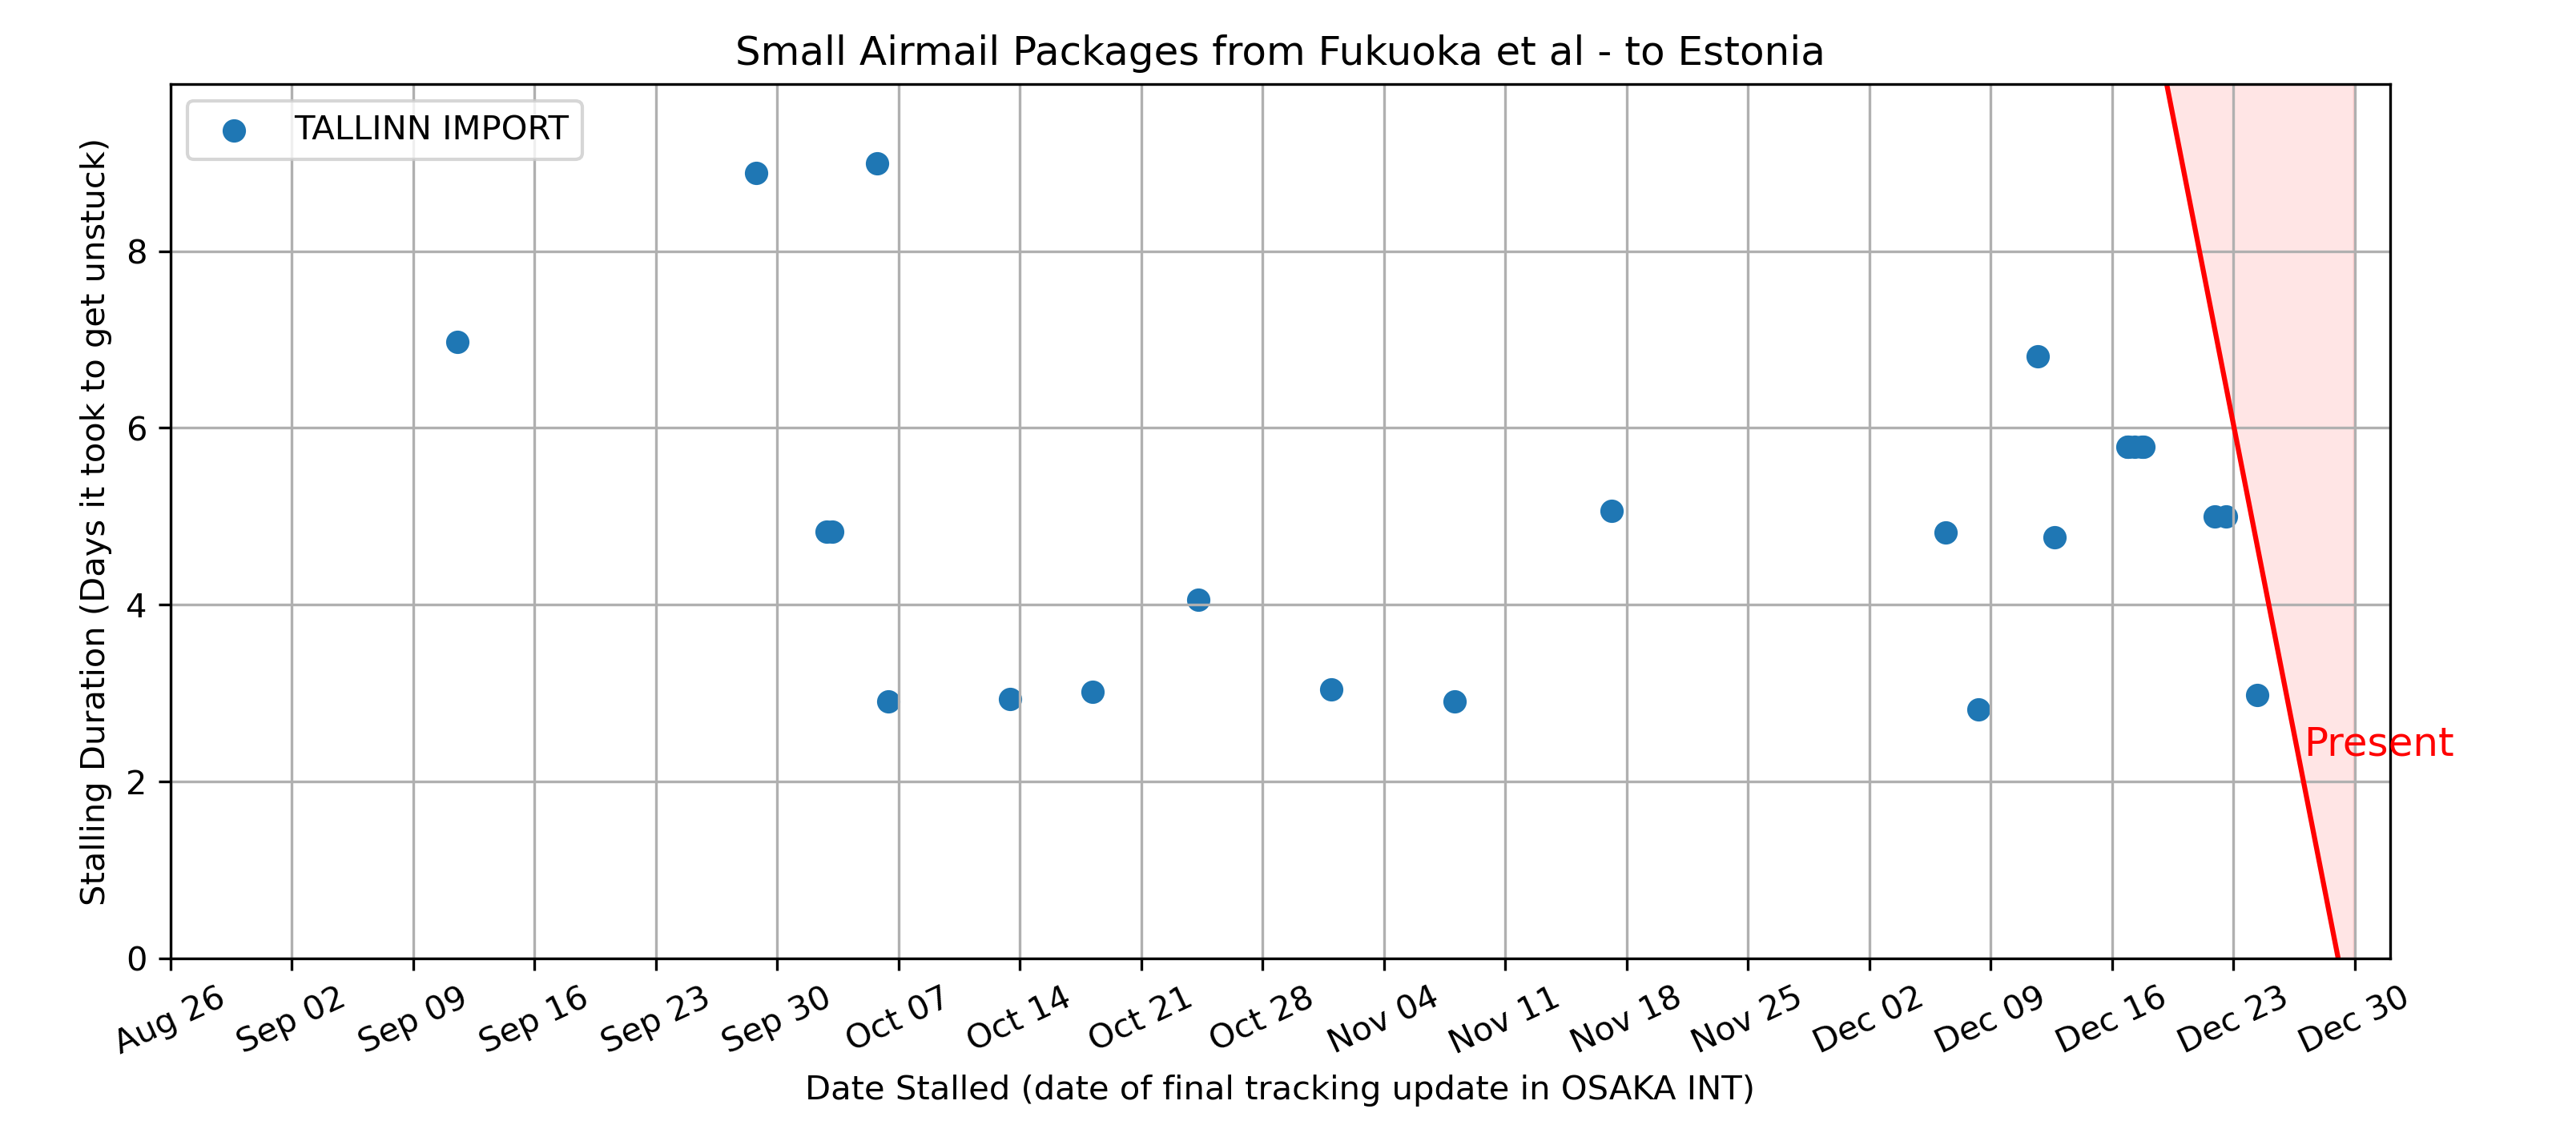 Small Airmail Packages from Fukuoka et al - to Estonia
TALLINN IMPORT
Stalling Duration (Days it took to get unstuck)
8
6
4
2
0
Present
Aug 26
Sep 02
Sep 09
Sep 16
Sep 23
Sep 30
Oct 07
Oct 14
Oct 21
Oct 28
Nov 04
Nov 11
Nov 18
Nov 25
Dec 02
Dec 09
Dec 16
Dec 23
Dec 30
Date Stalled (date of final tracking update in OSAKA INT)